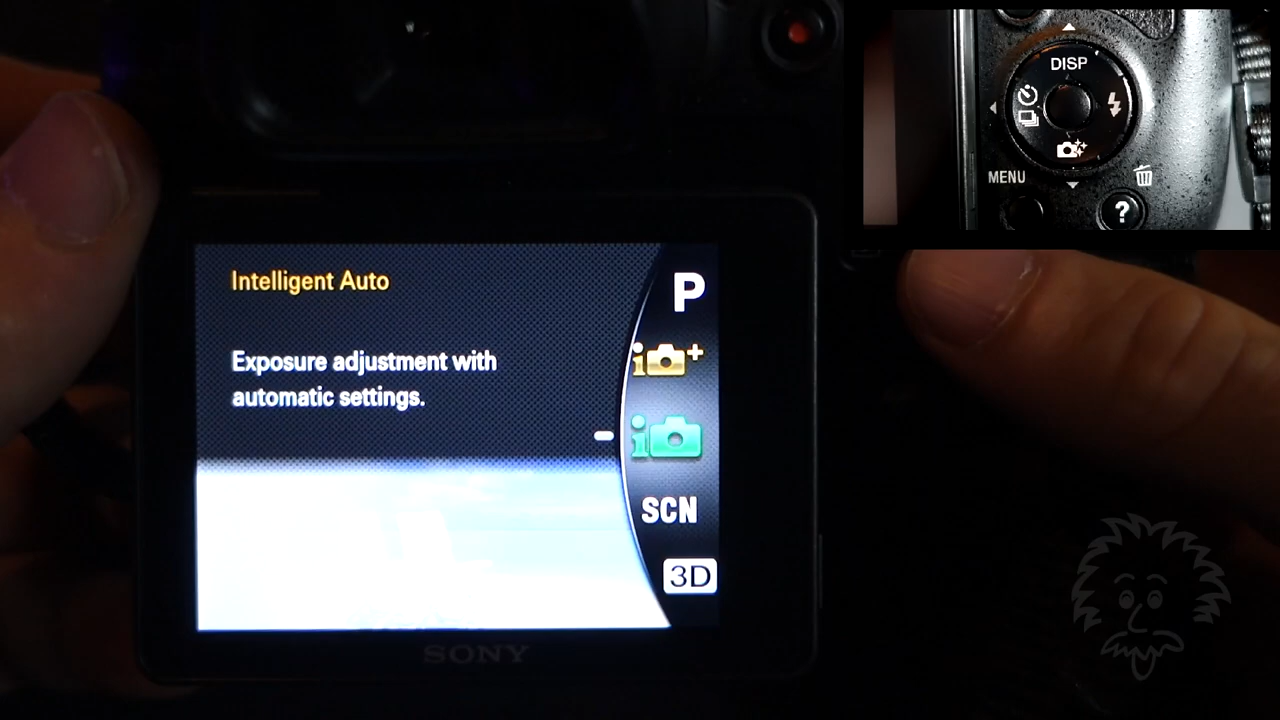 DISP
MENU
?
Intelligent Auto
Exposure adjustment with
automatic settings.
P
i+
i
SCN
3D
SONY